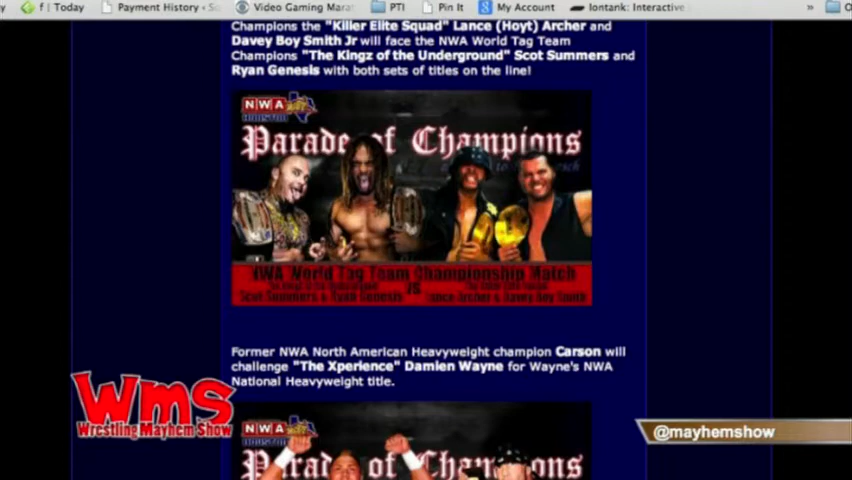 f | Today
Payment History
Video Gaming Mara
PTI
Pin It
My Account
Iontank: Interactive
»
Champions the "Killer Elite Squad" Lance (Hoyt) Archer and
Davey Boy Smith Jr will face the NWA World Tag Team
Champions "The Kingz of the Underground" Scot Summers and
Ryan Genesis with both sets of titles on the line!
NWA
HOUSTON
Parade of Champions
NWA World Tag Team Championship Match
Scot Summers & Ryan Genesis VS Lance Archer & Davey Boy Smith
Former NWA North American Heavyweight champion Carson will
challenge "The Xperience" Damien Wayne for Wayne's NWA
National Heavyweight title.
NWA
Parade of Champions
Wms
Wrestling Mayhem Show
@mayhemshow